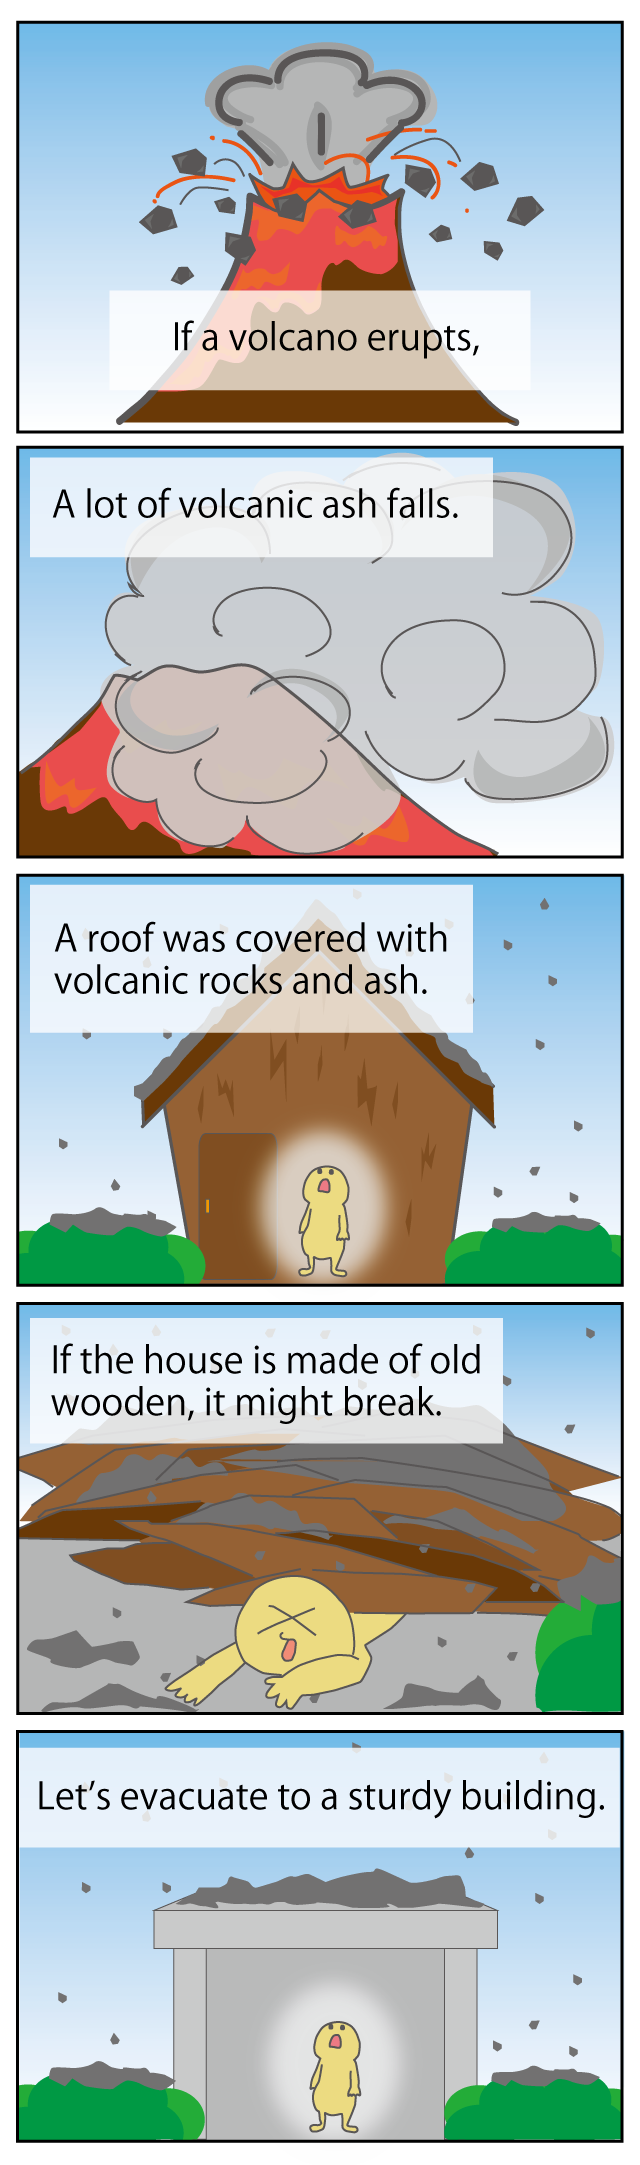 If a volcano erupts,
A lot of volcanic ash falls.
A roof was covered with
volcanic rocks and ash.
If the house is made of old
wooden, it might break.
Let’s evacuate to a sturdy building.